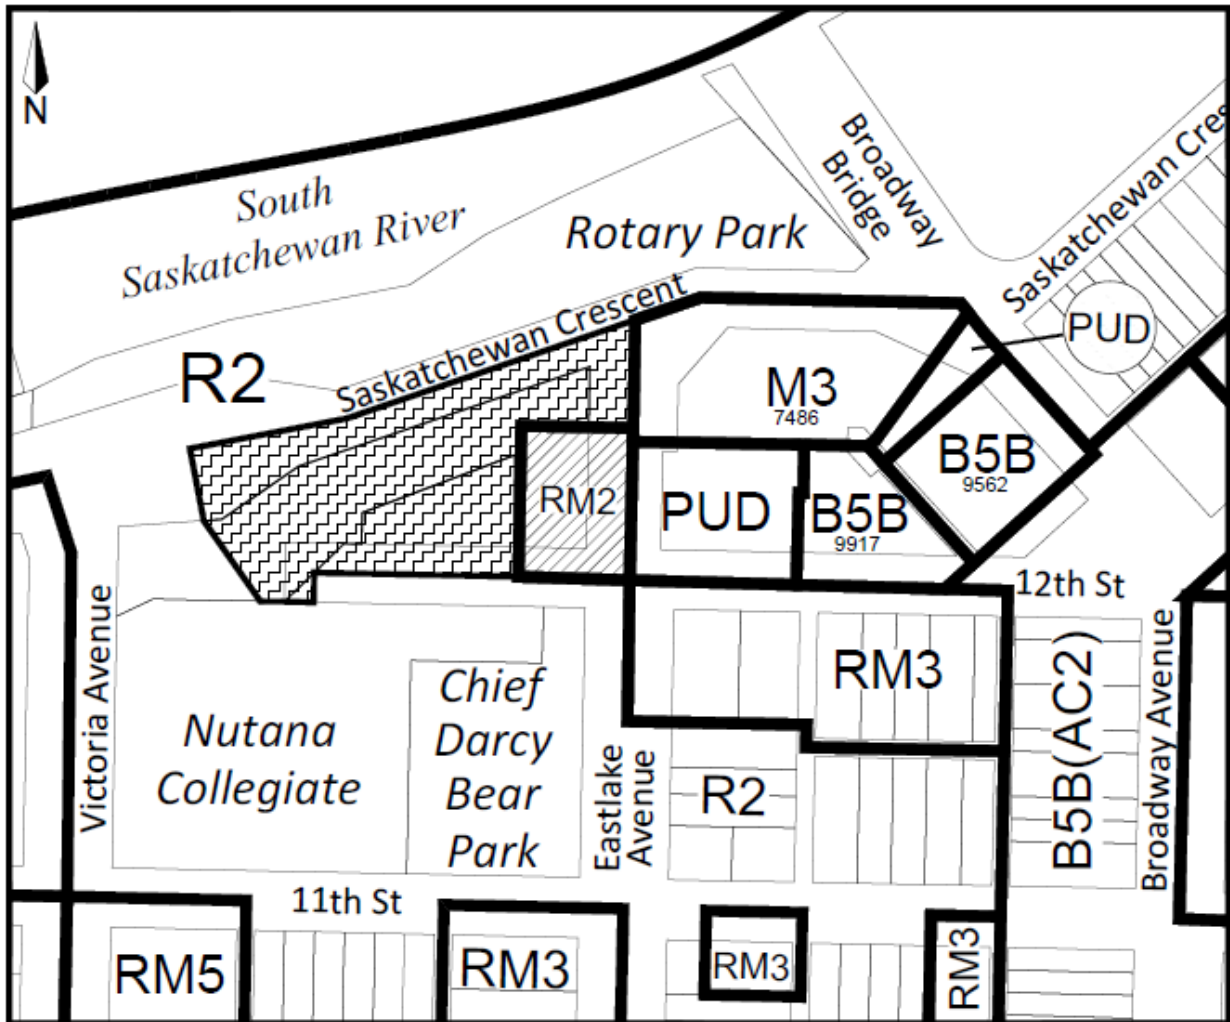 N
South
Saskatchewan River
Rotary Park
Broadway
Bridge
Saskatchewan Cres
Saskatchewan Crescent
R2
PUD
M3
7486
B5B
9562
RM2
PUD
B5B
9917
12th St
Victoria Avenue
RM3
Nutana
Collegiate
Chief
Darcy
Bear
Park
Eastlake
Avenue
R2
B5B(AC2)
Broadway Avenue
11th St
RM5
RM3
RM3
RM3